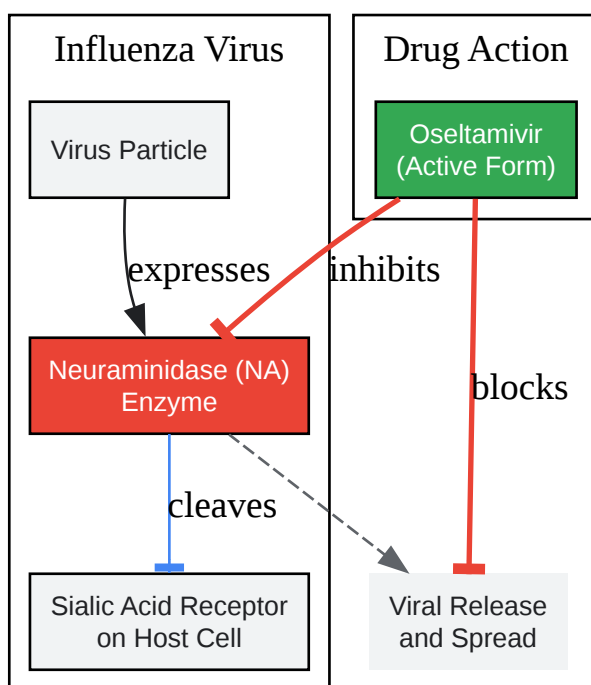 Influenza Virus
Drug Action
Virus Particle
Oseltamivir
(Active Form)
expresses
inhibits
Neuraminidase (NA)
Enzyme
blocks
cleaves
Sialic Acid Receptor
on Host Cell
Viral Release
and Spread